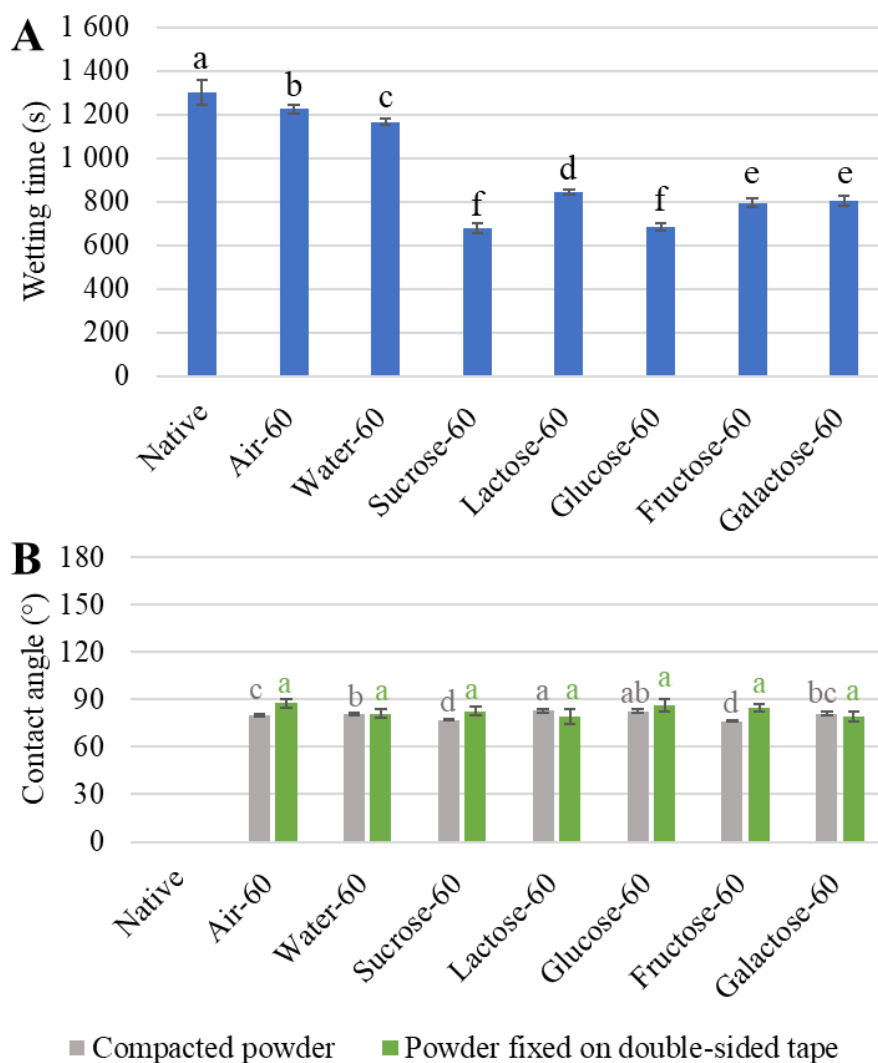 A
1 600
1 400
1 200
1 000
800
600
400
200
0
Wetting time (s)
a
b
c
f
d
f
e
e
Native
Air-60
Water-60
Sucrose-60
Lactose-60
Glucose-60
Fructose-60
Galactose-60
B
180
150
120
90
60
30
0
Contact angle (°)
c a
b a
d a
a a
ab a
d a
bc a
Native
Air-60
Water-60
Sucrose-60
Lactose-60
Glucose-60
Fructose-60
Galactose-60
Compacted powder Powder fixed on double-sided tape